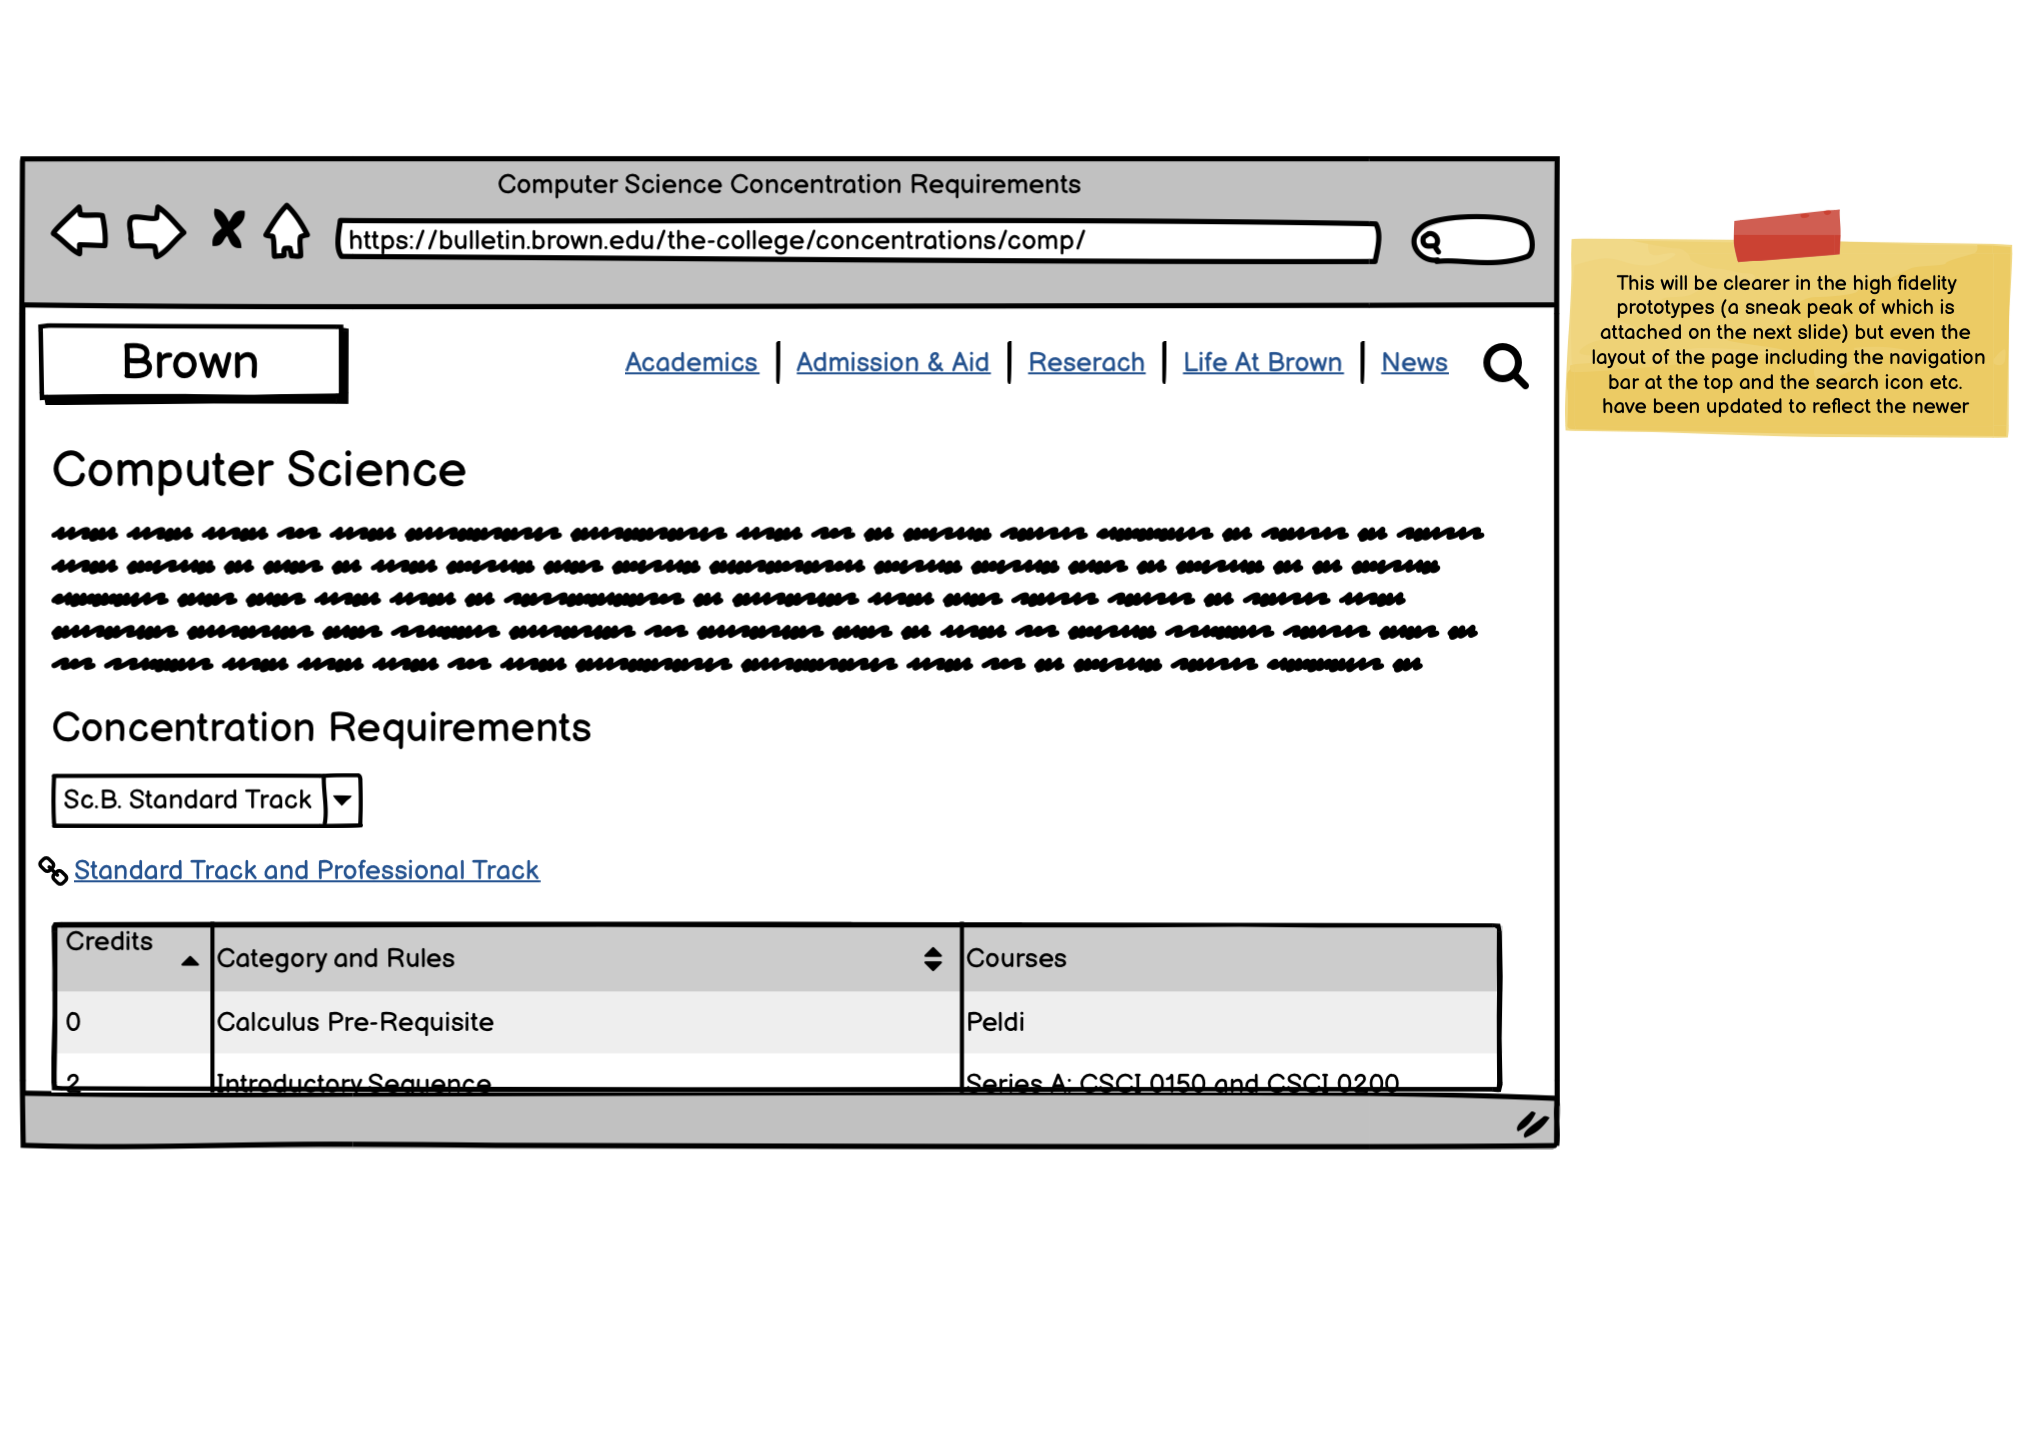 Computer Science Concentration Requirements
https://bulletin.brown.edu/the-college/concentrations/comp/
Brown
Academics
Admission & Aid
Reserach
Life At Brown
News
This will be clearer in the high fidelity
prototypes (a sneak peak of which is
attached on the next slide) but even the
layout of the page including the navigation
bar at the top and the search icon etc.
have been updated to reflect the newer
Computer Science
Concentration Requirements
Sc.B. Standard Track
Standard Track and Professional Track
Credits
Category and Rules
Courses
0
Calculus Pre-Requisite
Peldi
2
Introductory Sequence
Series A: CSCI 0150 and CSCI 0200